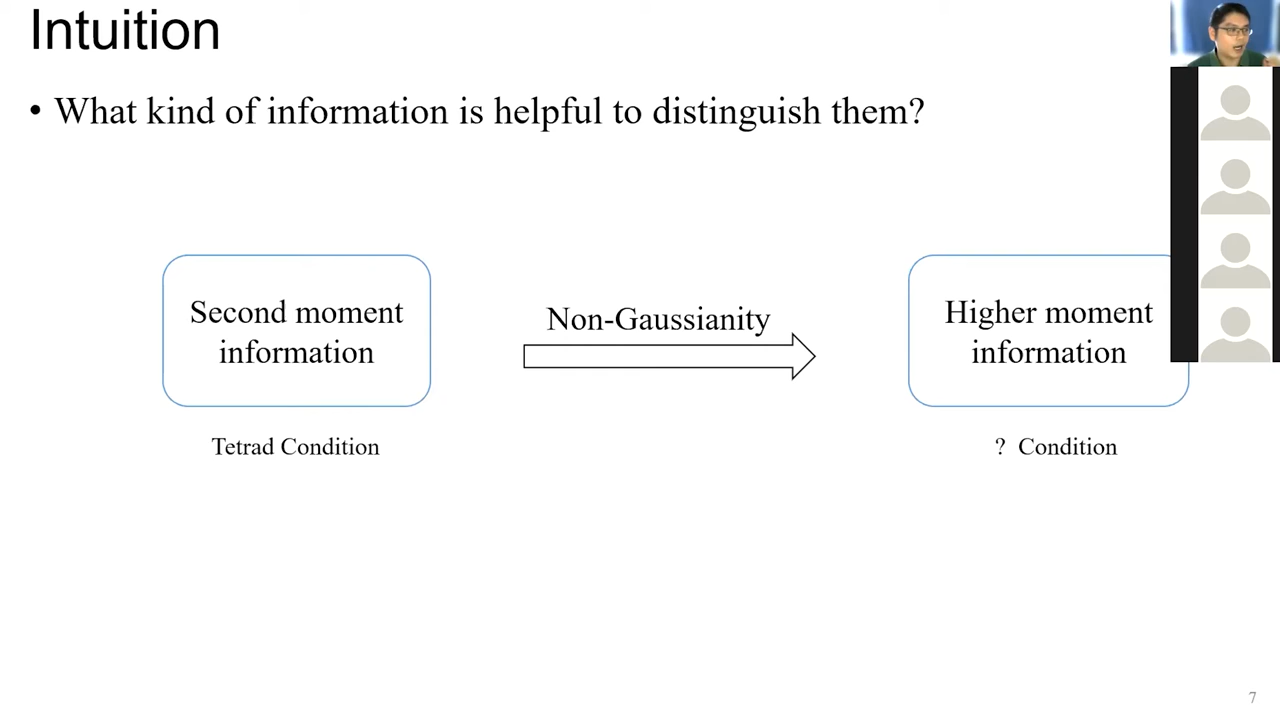 Intuition
• What kind of information is helpful to distinguish them?
Second moment
information
Non-Gaussianity
Higher moment
information
Tetrad Condition
? Condition
7